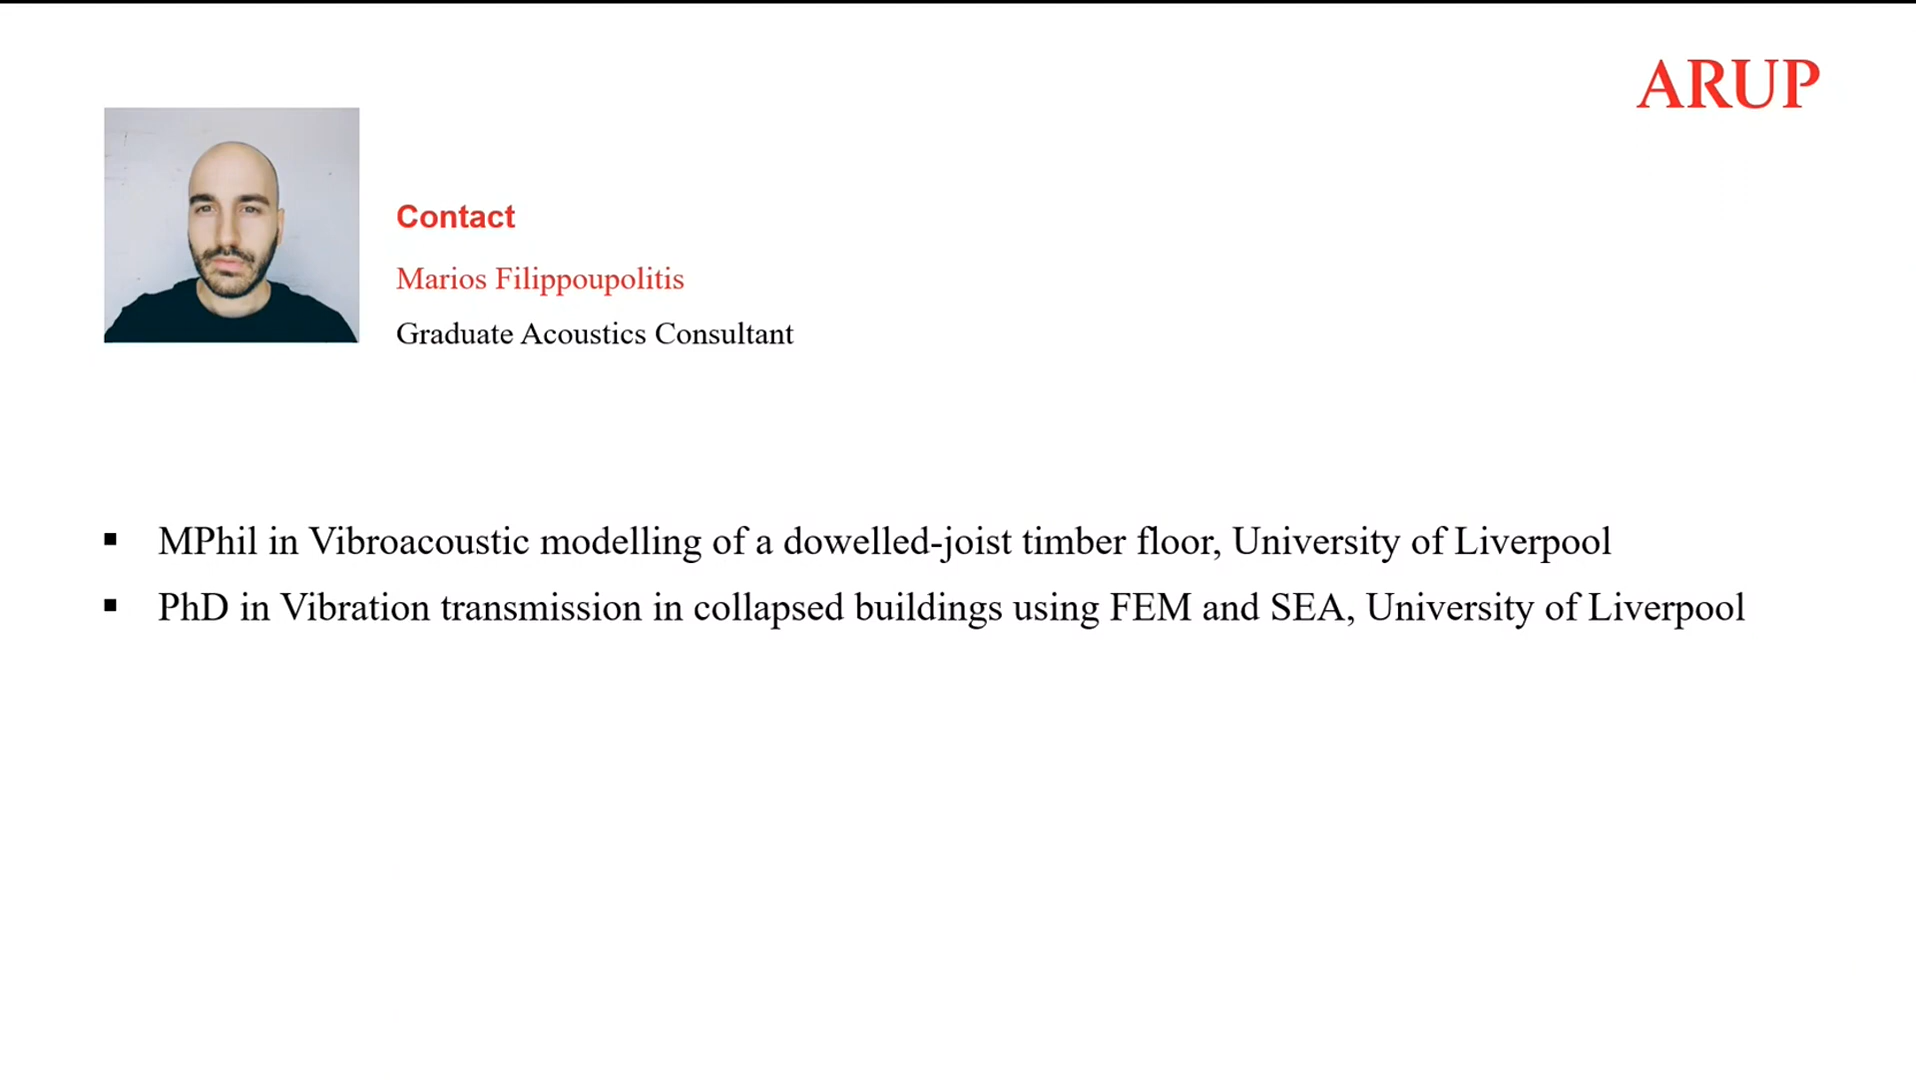 ARUP
Contact
Marios Filippoupolitis
Graduate Acoustics Consultant
▪ MPhil in Vibroacoustic modelling of a dowelled-joist timber floor, University of Liverpool
▪ PhD in Vibration transmission in collapsed buildings using FEM and SEA, University of Liverpool